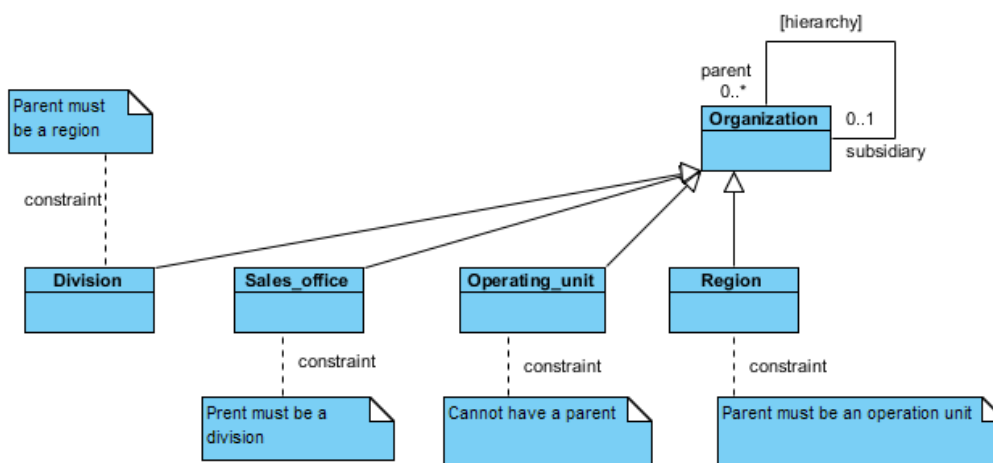 [hierarchy]
parent
0..*
Organization
0..1
subsidiary
Parent must
be a region
constraint
Division
Sales_office
Operating_unit
Region
constraint
constraint
constraint
Prent must be a
division
Cannot have a parent
Parent must be an operation unit